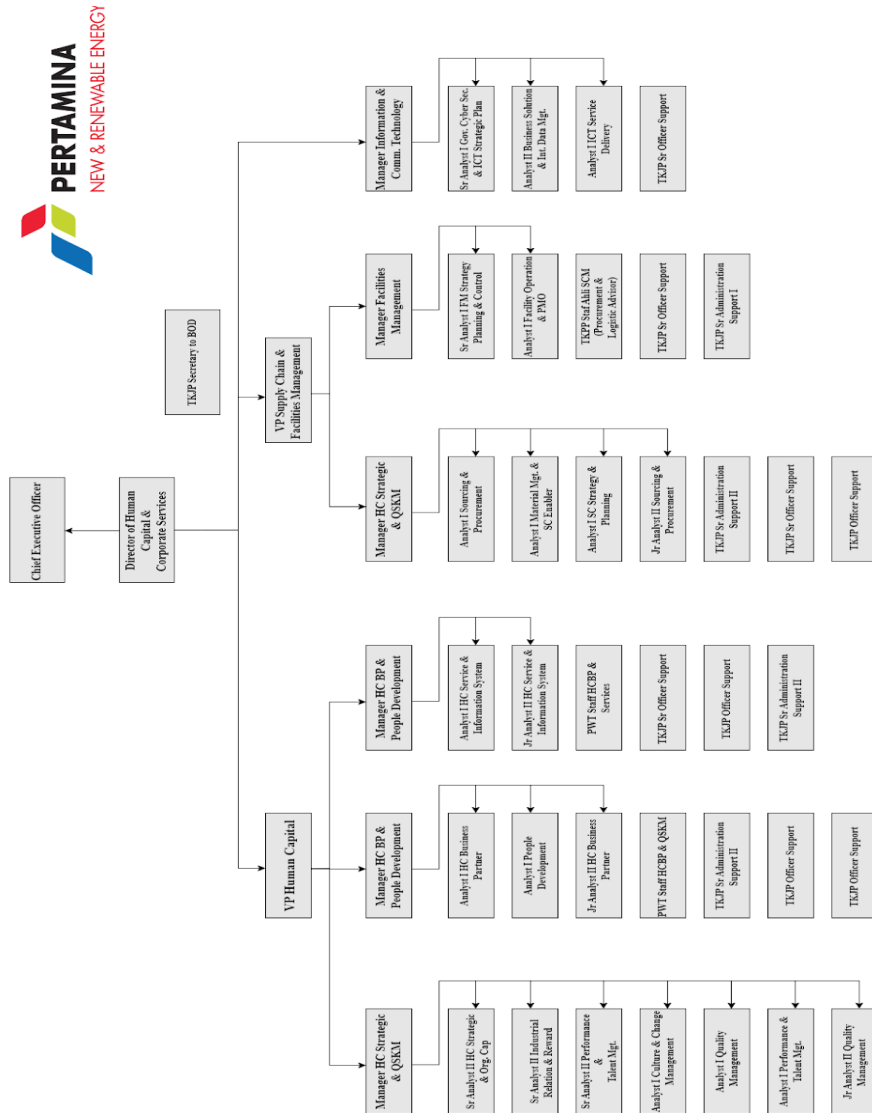 PERTAMINA
NEW & RENEWABLE ENERGY
Chief Executive Officer
Director of Human
Capital &
Corporate Services
TKJP Secretary to BOD
VP Human Capital
VP Supply Chain &
Facilities Management
Manager HC Strategic
& QSKM
Sr Analyst II HC Strategic
& Org. Cap
Sr Analyst II Industrial
Relation & Reward
Sr Analyst II Performance
&
Talent Mgt.
Analyst I Culture & Change
Management
Analyst I Quality
Management
Analyst I Performance &
Talent Mgt.
Jr Analyst II Quality
Management
Manager HC BP &
People Development
Analyst I HC Business
Partner
Analyst I People
Development
Jr Analyst II HC Business
Partner
PWT Staff HCBP & QSKM
TKJP Sr Administration
Support II
TKJP Officer Support
TKJP Officer Support
Manager HC BP &
People Development
Analyst I HC Service &
Information System
Jr Analyst II HC Service &
Information System
PWT Staff HCBP &
Services
TKJP Sr Officer Support
TKJP Officer Support
TKJP Sr Administration
Support II
Manager HC Strategic
& QSKM
Analyst I Sourcing &
Procurement
Analyst I Material Mgt. &
SC Enabler
Analyst I SC Strategy &
Planning
Jr Analyst II Sourcing &
Procurement
TKJP Sr Administration
Support II
TKJP Sr Officer Support
TKJP Officer Support
Manager Facilities
Management
Sr Analyst I FM Strategy
Planning & Control
Analyst I Facility Operation
& PMO
TKPP Staf Ahli SCM
(Procurement &
Logistic Advisor)
TKJP Sr Officer Support
TKJP Sr Administration
Support I
Manager Information &
Comm. Technology
Sr Analyst I Gov. Cyber Sec.
& ICT Strategic Plan
Analyst II Business Solution
& Int. Data Mgt.
Analyst I ICT Service
Delivery
TKJP Sr Officer Support